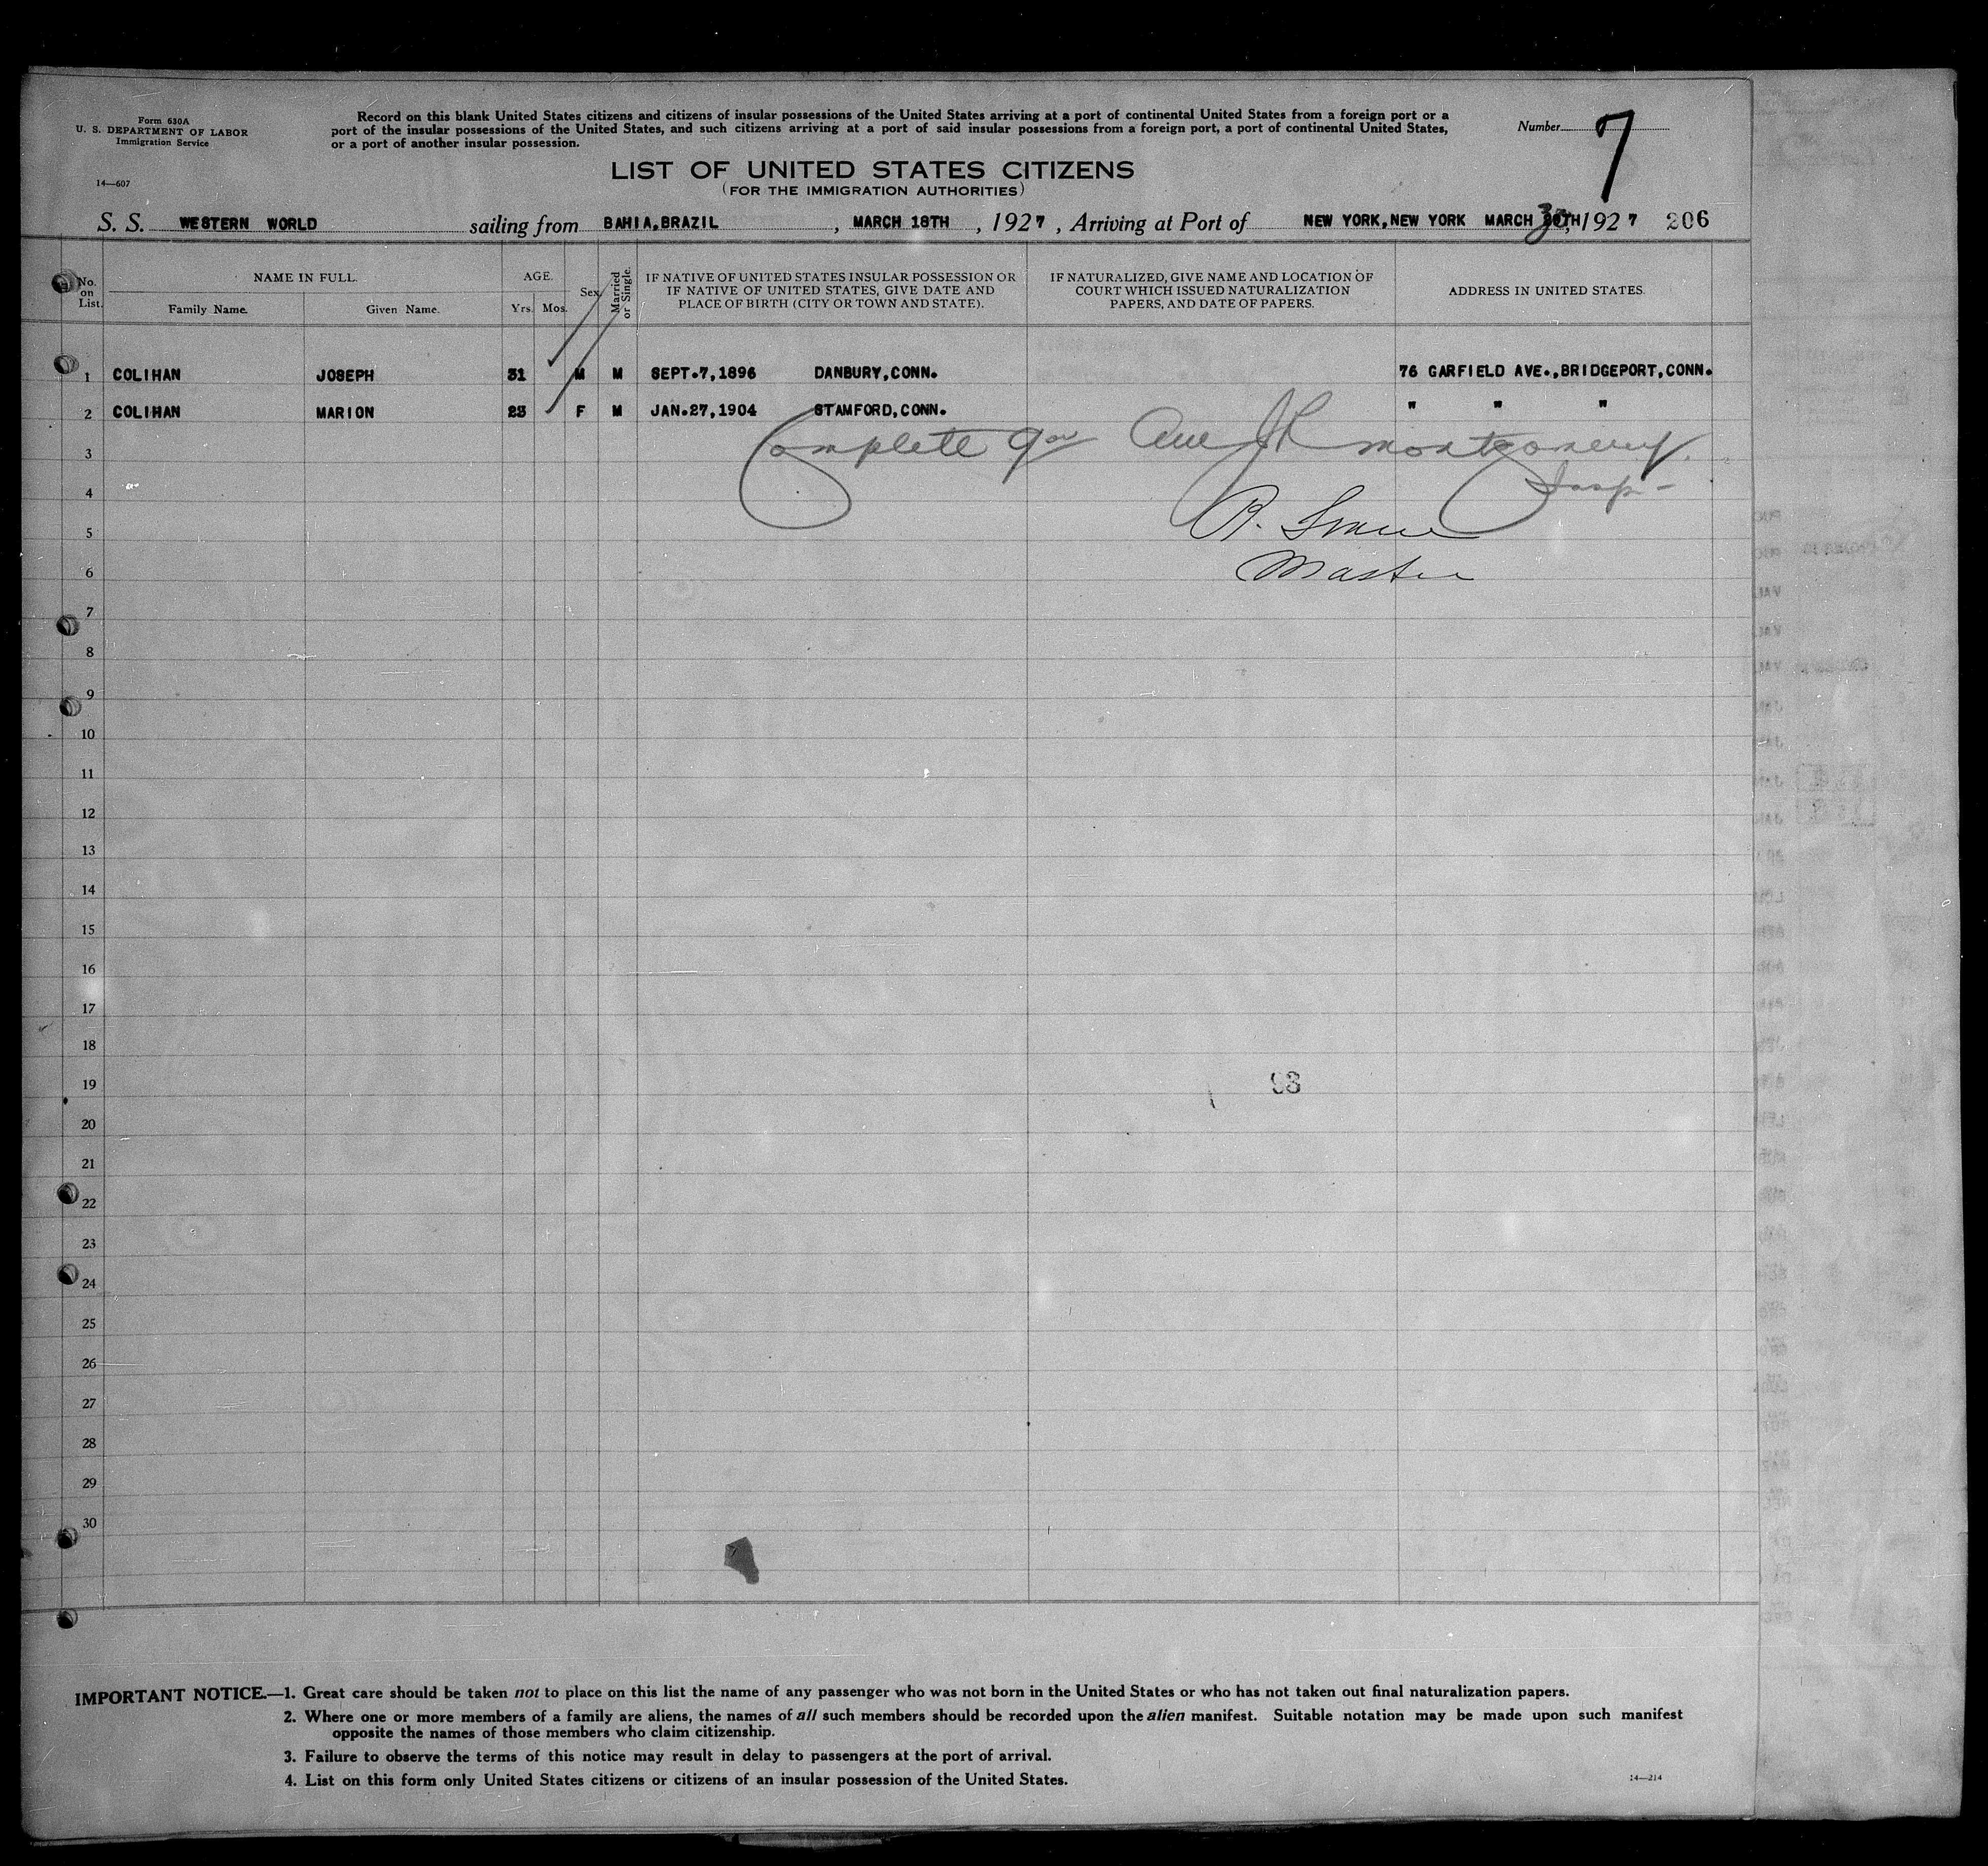 Form 630A
U. S. DEPARTMENT OF LABOR
Immigration Service
14—607
Record on this blank United States citizens and citizens of insular possessions of the United States arriving at a port of continental United States from a foreign port or a
port of the insular possessions of the United States, and such citizens arriving at a port of said insular possessions from a foreign port, a port of continental United States,
or a port of another insular possession.
Number 7
LIST OF UNITED STATES CITIZENS
(FOR THE IMMIGRATION AUTHORITIES)
S. S. WESTERN WORLD sailing from BAHIA,BRAZIL , MARCH 18TH , 1927 , Arriving at Port of NEW YORK,NEW YORK MARCH 30TH, 1927 206
No. on List.
NAME IN FULL.
Family Name. Given Name.
AGE.
Yrs. Mos.
Sex
Married or Single.
IF NATIVE OF UNITED STATES INSULAR POSSESSION OR
IF NATIVE OF UNITED STATES, GIVE DATE AND
PLACE OF BIRTH (CITY OR TOWN AND STATE).
IF NATURALIZED, GIVE NAME AND LOCATION OF
COURT WHICH ISSUED NATURALIZATION
PAPERS, AND DATE OF PAPERS.
ADDRESS IN UNITED STATES.
1 COLIHAN JOSEPH 31 M M SEPT.7,1896 DANBURY,CONN. 76 GARFIELD AVE.,BRIDGEPORT,CONN.
2 COLIHAN MARION 23 F M JAN.27,1904 STAMFORD,CONN. " " "
3 Complete Montgomery
4 Insp-
5 R.
6 Master
7
8
9
10
11
12
13
14
15
16
17
18
19 93
20
21
22
23
24
25
26
27
28
29
30
IMPORTANT NOTICE.—1. Great care should be taken not to place on this list the name of any passenger who was not born in the United States or who has not taken out final naturalization papers.
2. Where one or more members of a family are aliens, the names of all such members should be recorded upon the alien manifest. Suitable notation may be made upon such manifest
opposite the names of those members who claim citizenship.
3. Failure to observe the terms of this notice may result in delay to passengers at the port of arrival.
4. List on this form only United States citizens or citizens of an insular possession of the United States.
14—214